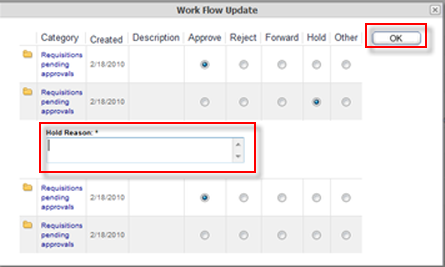 Work Flow Update
Category Created Description Approve Reject Forward Hold Other OK
Requisitions
pending 2/18/2010
approvals
Requisitions
pending 2/18/2010
approvals
Hold Reason: *
Requisitions
pending 2/18/2010
approvals
Requisitions
pending 2/18/2010
approvals